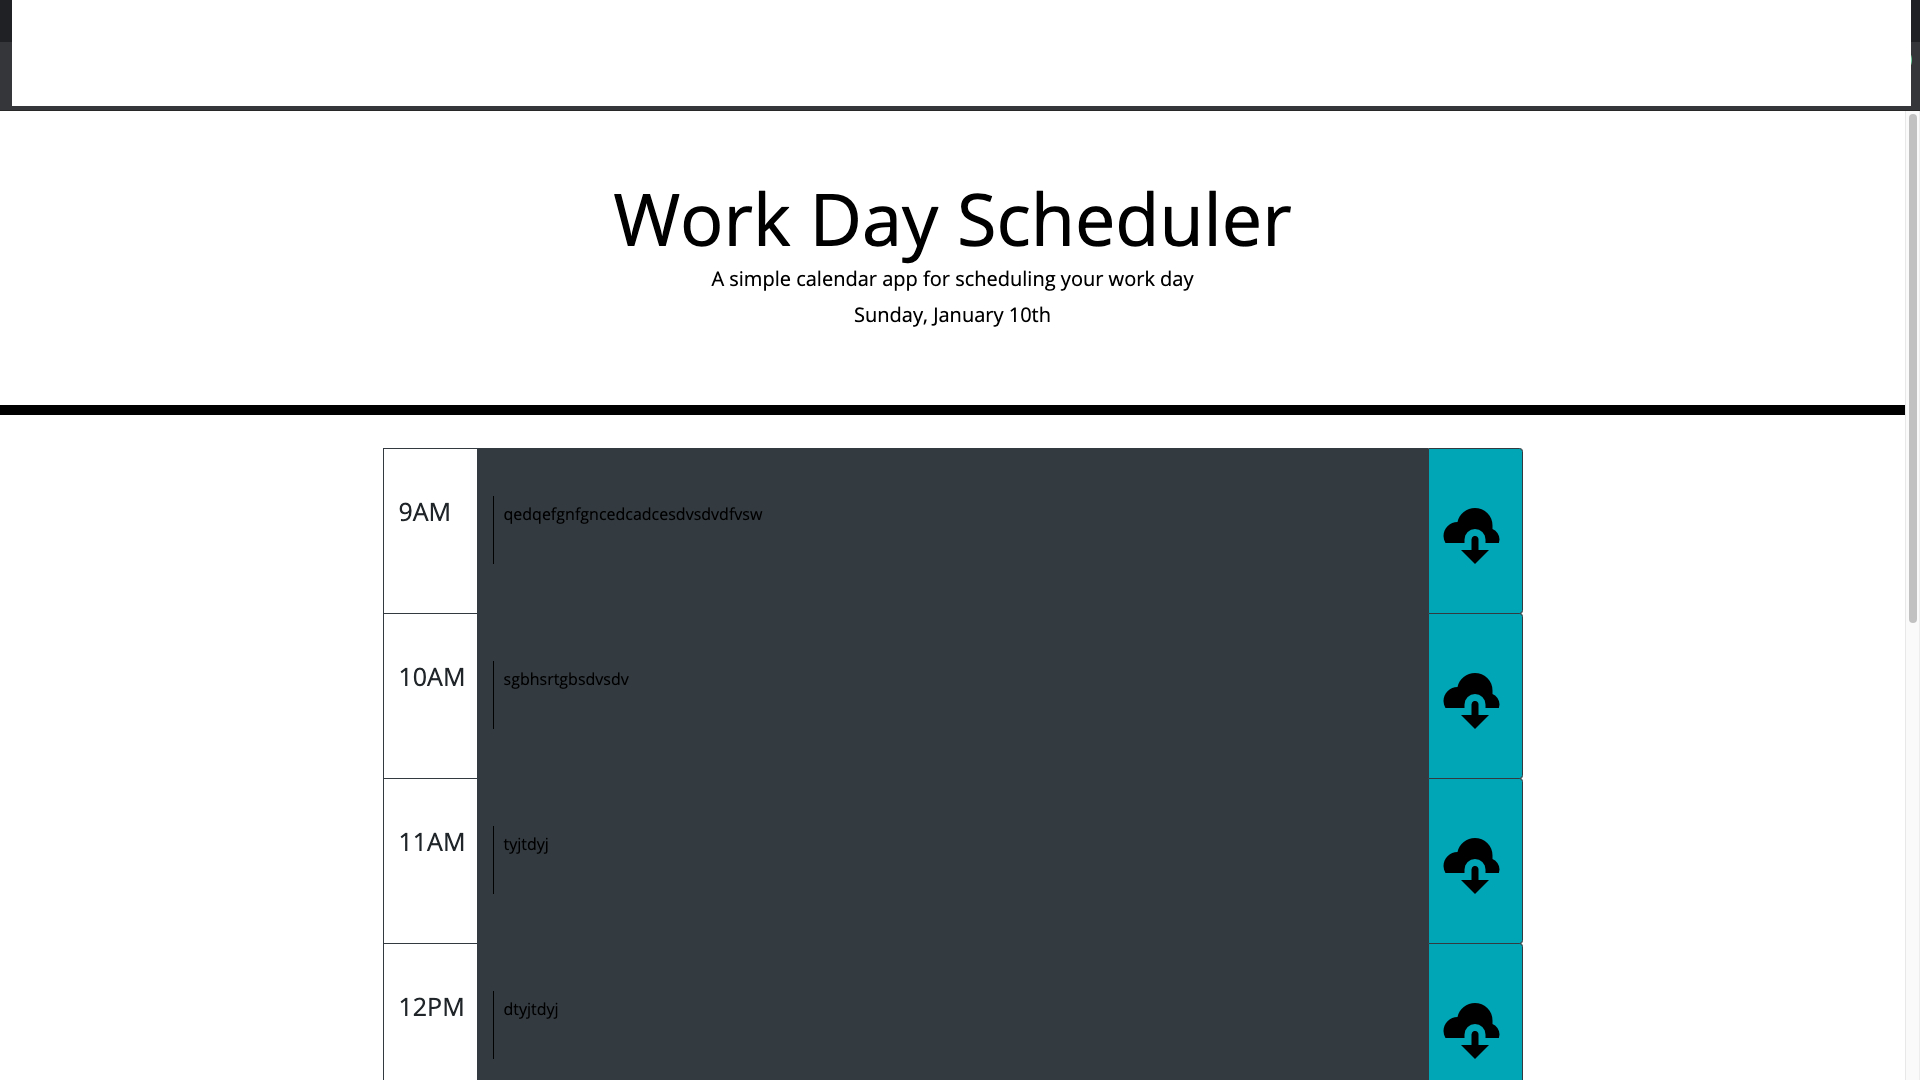 Work Day Scheduler
A simple calendar app for scheduling your work day
Sunday, January 10th
9AM
qedqefgnfgncedcadcesdvsdvdfvsw
10AM
sgbhsrtgbsdvsdv
11AM
tyjtdyj
12PM
dtyjtdyj